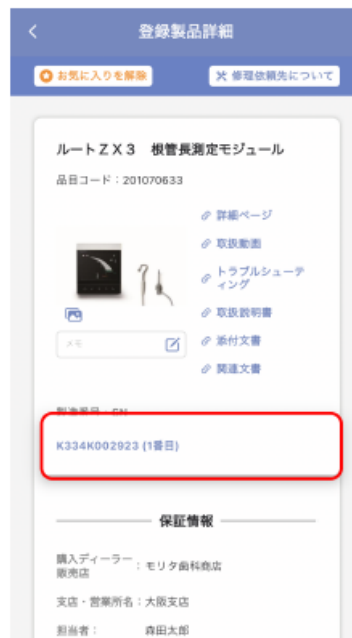 登録製品詳細
お気に入りを解除
修理依頼先について
ルートＺＸ３ 根管長測定モジュール
品目コード：201070633
詳細ページ
取扱動画
トラブルシューテ
ィング
取扱説明書
メモ
添付文書
関連文書
製造番号：SN
K334K002923 (1番目)
保証情報
購入ディーラー
販売店
：モリタ歯科商店
支店・営業所名：大阪支店
担当者：
森田太郎